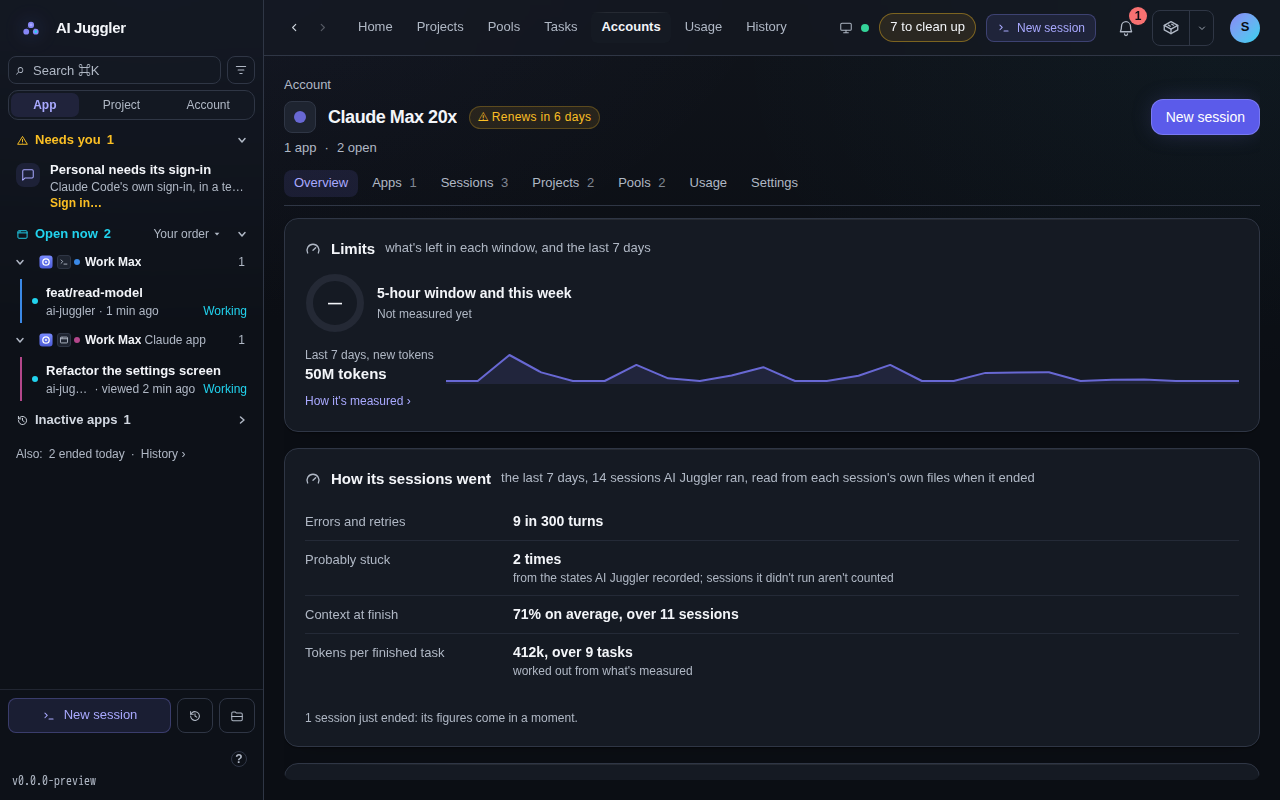 AI Juggler
Search ⌘K
App Project Account
Needs you 1
Personal needs its sign-in
Claude Code's own sign-in, in a te…
Sign in…
Open now 2 Your order
Work Max 1
feat/read-model
ai-juggler · 1 min ago Working
Work Max Claude app 1
Refactor the settings screen
ai-jug… · viewed 2 min ago Working
Inactive apps 1
Also: 2 ended today · History ›
New session
?
v0.0.0-preview
Home Projects Pools Tasks Accounts Usage History
7 to clean up
New session
1
S
Account
Claude Max 20x
Renews in 6 days
New session
1 app · 2 open
Overview Apps 1 Sessions 3 Projects 2 Pools 2 Usage Settings
Limits what's left in each window, and the last 7 days
—
5-hour window and this week
Not measured yet
Last 7 days, new tokens
50M tokens
How it's measured ›
How its sessions went the last 7 days, 14 sessions AI Juggler ran, read from each session's own files when it ended
Errors and retries 9 in 300 turns
Probably stuck 2 times
from the states AI Juggler recorded; sessions it didn't run aren't counted
Context at finish 71% on average, over 11 sessions
Tokens per finished task 412k, over 9 tasks
worked out from what's measured
1 session just ended: its figures come in a moment.